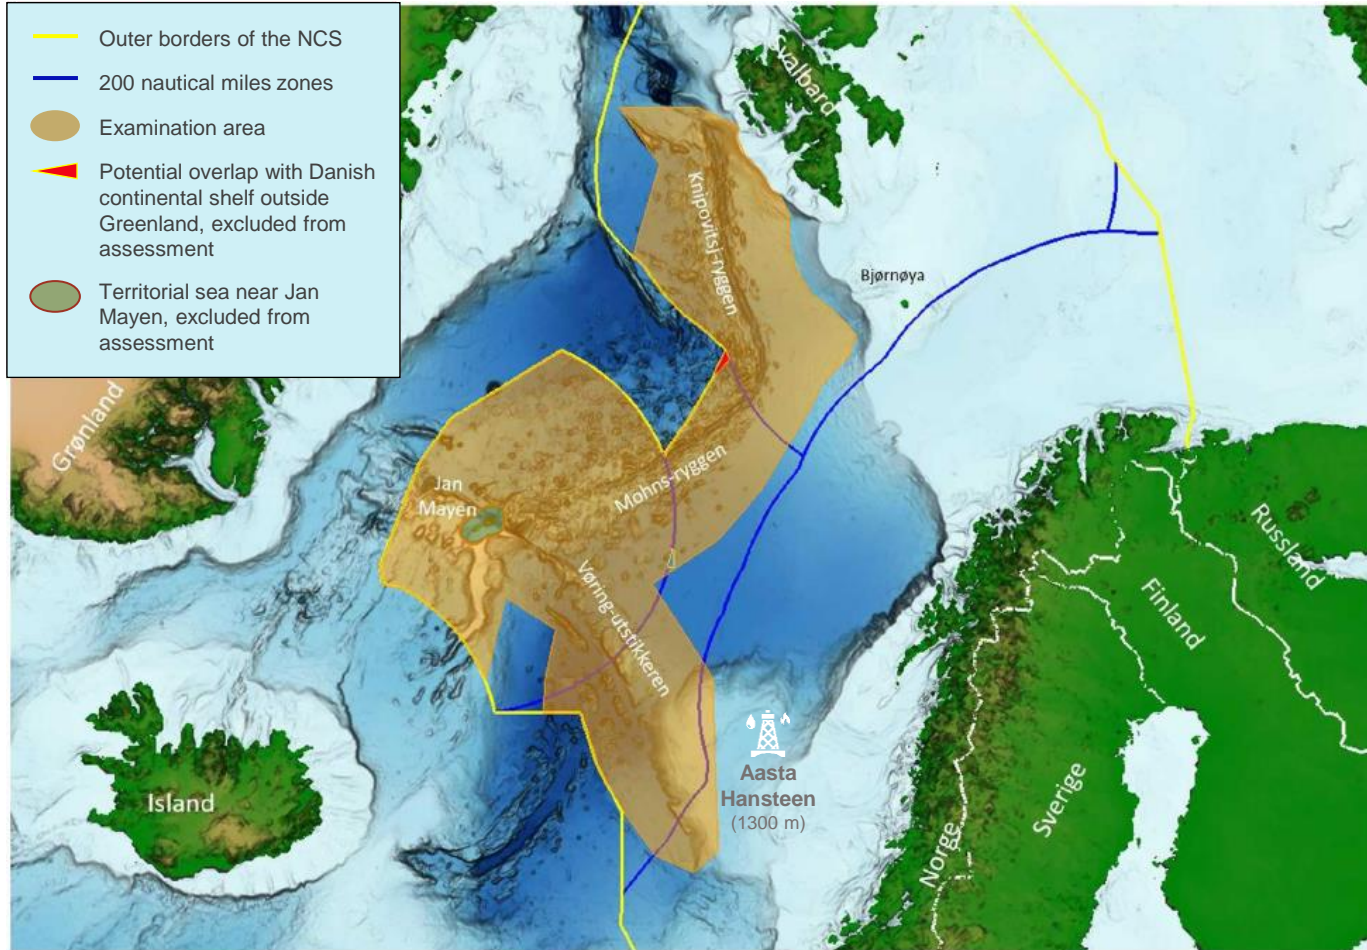 Outer borders of the NCS
200 nautical miles zones
Examination area
Potential overlap with Danish
continental shelf outside
Greenland, excluded from
assessment
Territorial sea near Jan
Mayen, excluded from
assessment
Svalbard
Knipovitsj-ryggen
Bjørnøya
Grønland
Jan
Mayen
Mohns-ryggen
Vøring-utstikkeren
Russland
Finland
Aasta
Hansteen
(1300 m)
Island
Norge
Sverige